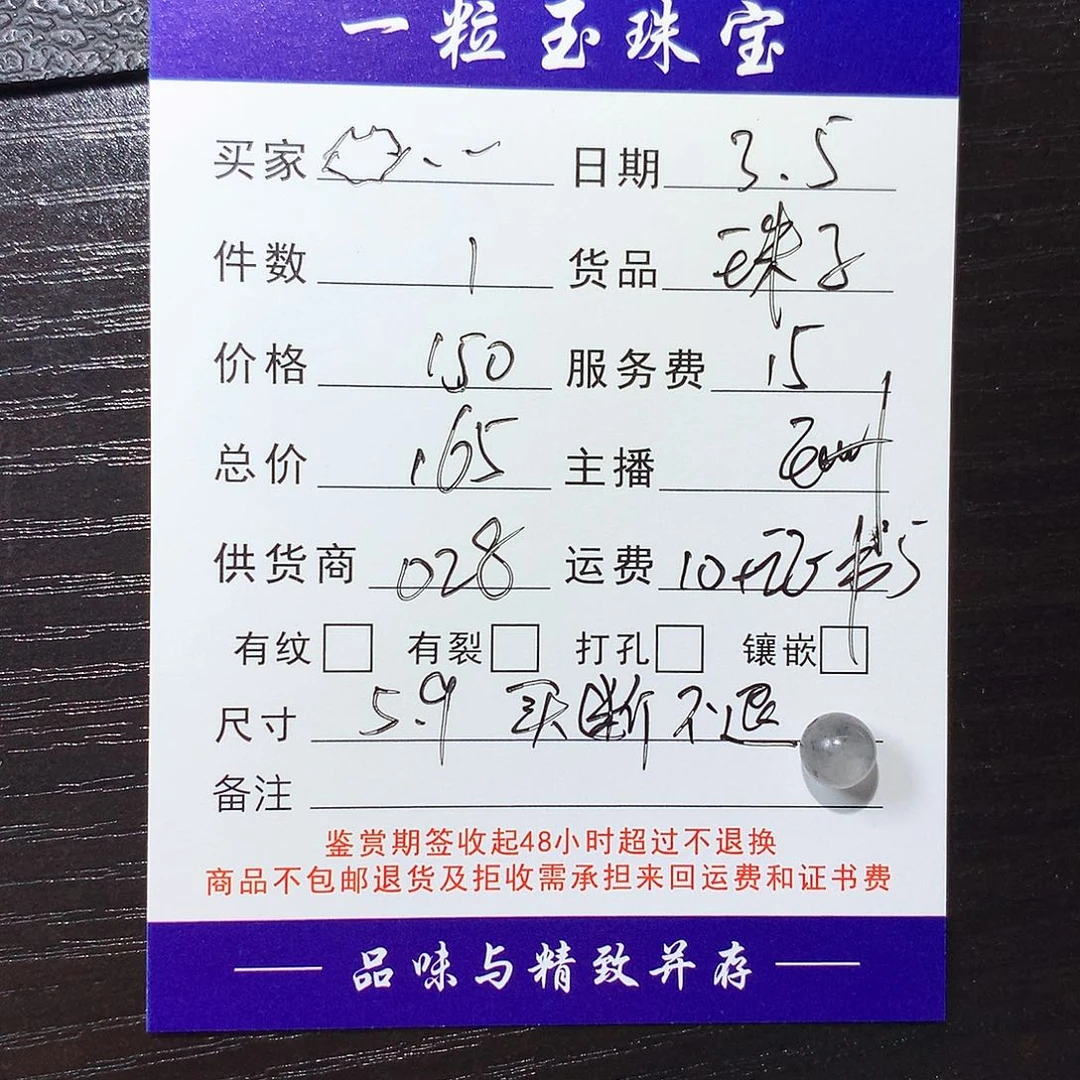 一粒玉珠宝
买家 日期 3.5
件数 1 货品 珠子
价格 150 服务费 15
总价 165 主播
供货商 028 运费 10+证书5
有纹 有裂 打孔 镶嵌
尺寸 5.9 买断不退
备注
鉴赏期签收起48小时超过不退换
商品不包邮退货及拒收需承担来回运费和证书费
品味与精致并存